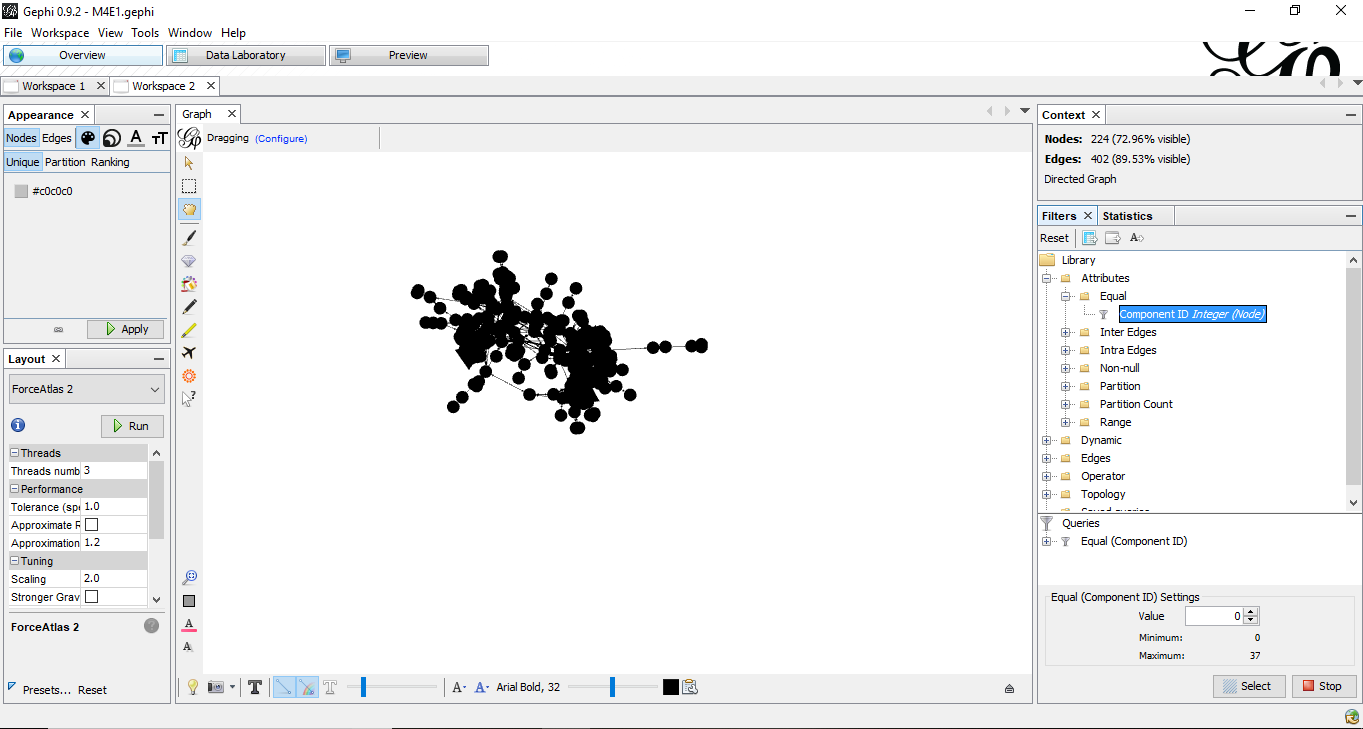 Gephi 0.9.2 - M4E1.gephi
File Workspace View Tools Window Help
Overview Data Laboratory Preview
Workspace 1 Workspace 2
Appearance
Nodes Edges
Unique Partition Ranking
#c0c0c0
Apply
Layout
ForceAtlas 2
Run
Threads
Threads numb 3
Performance
Tolerance (spe 1.0
Approximate R
Approximation 1.2
Tuning
Scaling 2.0
Stronger Grav
ForceAtlas 2
Presets... Reset
Graph
Dragging (Configure)
Arial Bold, 32
Context
Nodes: 224 (72.96% visible)
Edges: 402 (89.53% visible)
Directed Graph
Filters Statistics
Reset
Library
Attributes
Equal
Component ID Integer (Node)
Inter Edges
Intra Edges
Non-null
Partition
Partition Count
Range
Dynamic
Edges
Operator
Topology
Saved queries
Queries
Equal (Component ID)
Equal (Component ID) Settings
Value 0
Minimum: 0
Maximum: 37
Select Stop